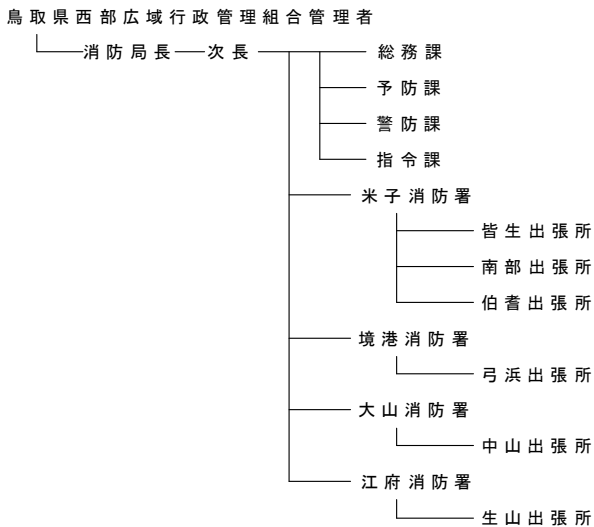 鳥取県西部広域行政管理組合管理者
消防局長 次長 総務課
予防課
警防課
指令課
米子消防署
皆生出張所
南部出張所
伯耆出張所
境港消防署
弓浜出張所
大山消防署
中山出張所
江府消防署
生山出張所